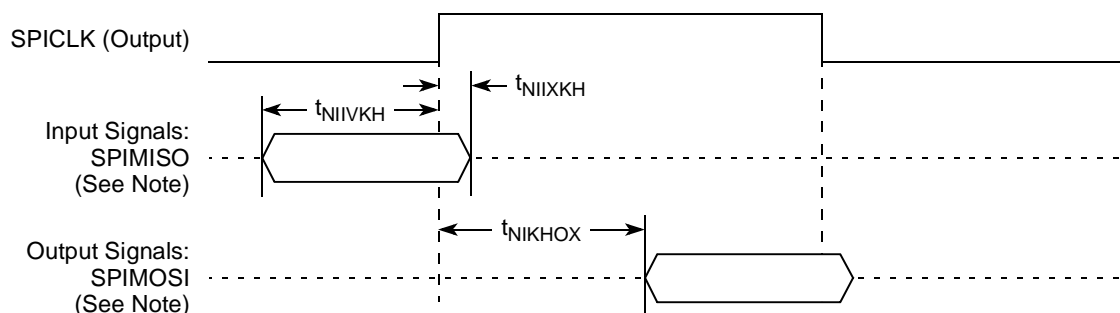 SPICLK (Output)
tNIIXKH
tNIIVKH
Input Signals:
SPIMISO
(See Note)
tNIKHOX
Output Signals:
SPIMOSI
(See Note)